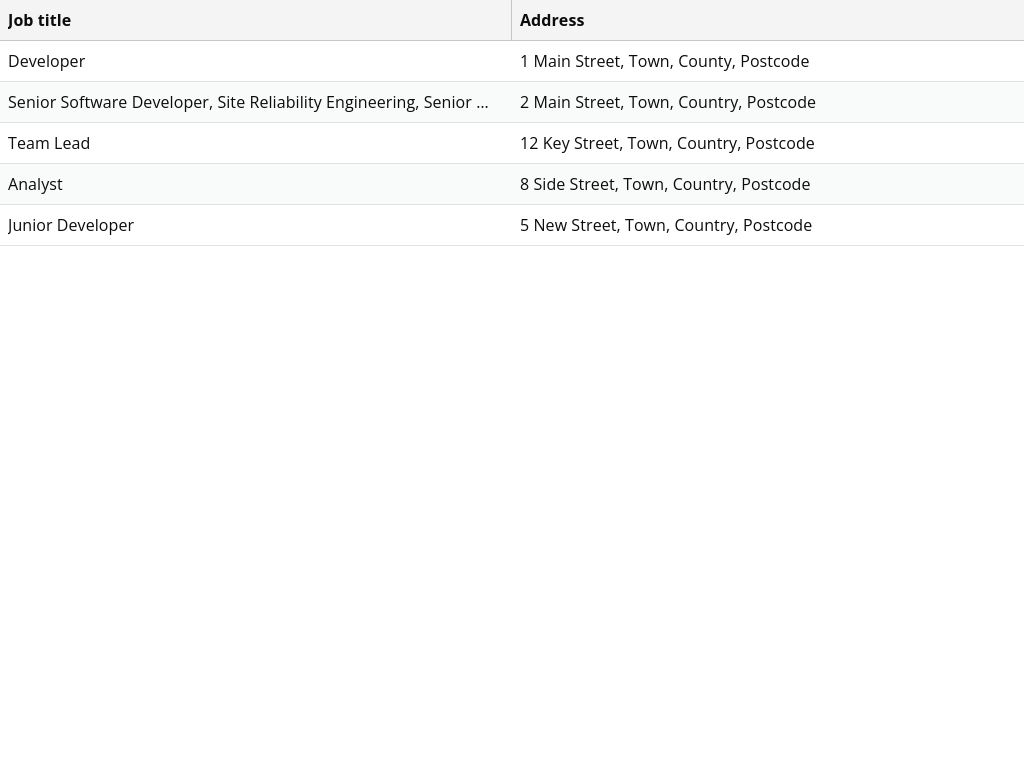 Job title Address
Developer 1 Main Street, Town, County, Postcode
Senior Software Developer, Site Reliability Engineering, Senior ... 2 Main Street, Town, Country, Postcode
Team Lead 12 Key Street, Town, Country, Postcode
Analyst 8 Side Street, Town, Country, Postcode
Junior Developer 5 New Street, Town, Country, Postcode